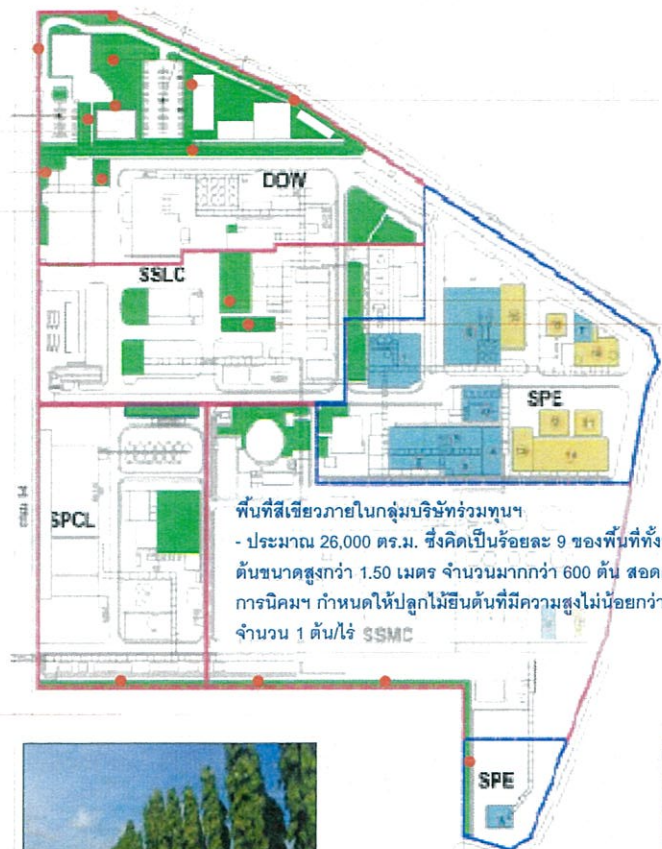 DOW
SSLC
SPE
SPCL
พื้นที่สีเขียวภายในกลุ่มบริษัทร่วมทุนฯ
- ประมาณ 26,000 ตร.ม. ซึ่งคิดเป็นร้อยละ 9 ของพื้นที่ทั้ง
ต้นขนาดสูงกว่า 1.50 เมตร จำนวนมากกว่า 600 ต้น สอด
การนิคมฯ กำหนดให้ปลูกไม้ยืนต้นที่มีความสูงไม่น้อยกว่า
จำนวน 1 ต้น/ไร่ SSMC
SPE